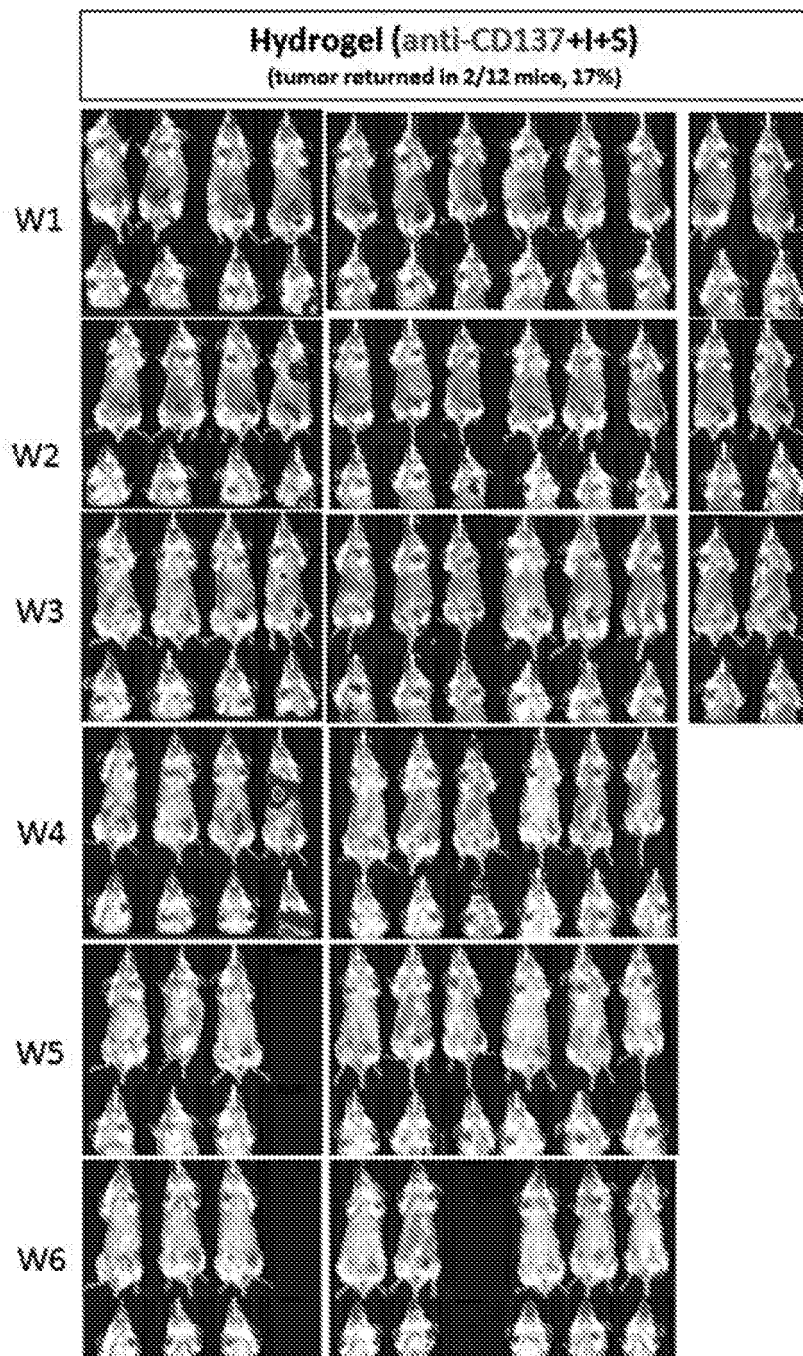 Hydrogel (anti-CD137+I+S)
(tumor returned in 2/12 mice, 17%)
W1
W2
W3
W4
W5
W6